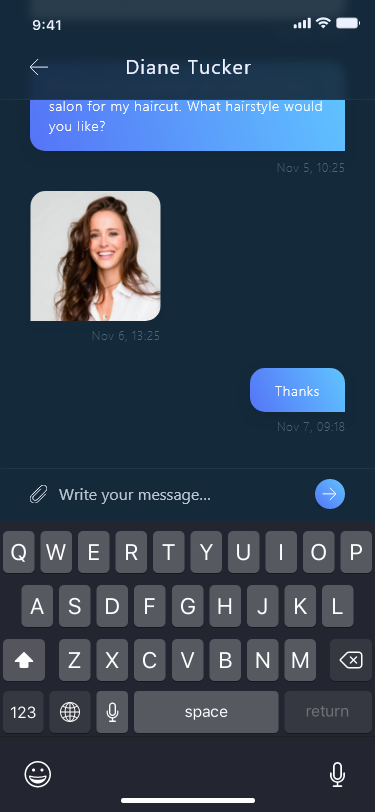 9:41
Diane Tucker
salon for my haircut. What hairstyle would
you like?
Nov 5, 10:25
Nov 6, 13:25
Thanks
Nov 7, 09:18
Write your message...
Q W E R T Y U I O P
A S D F G H J K L
Z X C V B N M
123 space return